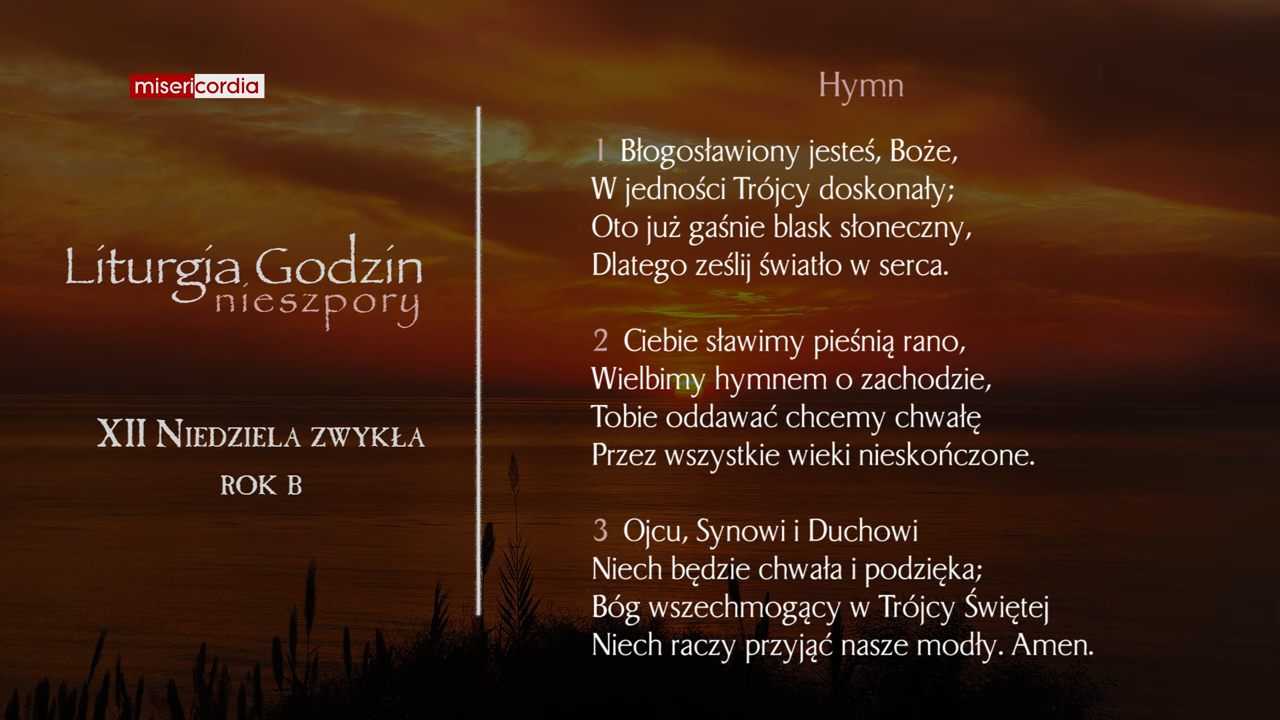 misericordia
Liturgia Godzin
nieszpory
XII Niedziela zwykła
rok B
Hymn
1 Błogosławiony jesteś, Boże,
W jedności Trójcy doskonały;
Oto już gaśnie blask słoneczny,
Dlatego ześlij światło w serca.
2 Ciebie sławimy pieśnią rano,
Wielbimy hymnem o zachodzie,
Tobie oddawać chcemy chwałę
Przez wszystkie wieki nieskończone.
3 Ojcu, Synowi i Duchowi
Niech będzie chwała i podzięka;
Bóg wszechmogący w Trójcy Świętej
Niech raczy przyjąć nasze modły. Amen.